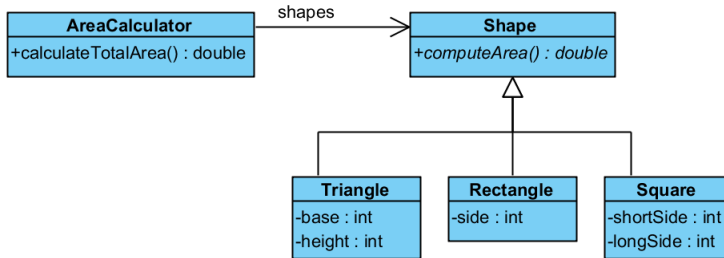 AreaCalculator
+calculateTotalArea() : double
shapes
Shape
+computeArea() : double
Triangle
-base : int
-height : int
Rectangle
-side : int
Square
-shortSide : int
-longSide : int